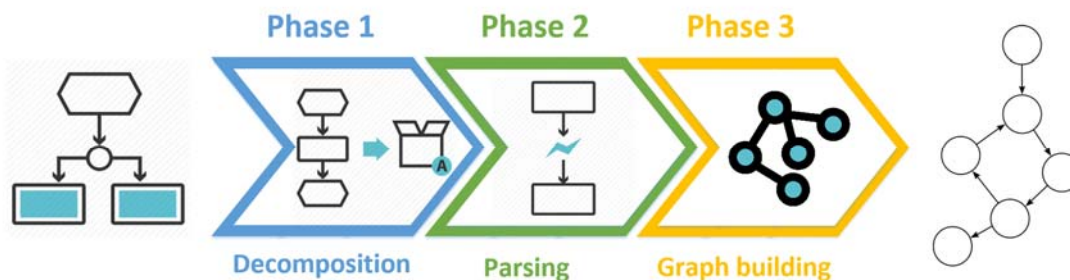 Phase 1
Phase 2
Phase 3
A
Decomposition
Parsing
Graph building